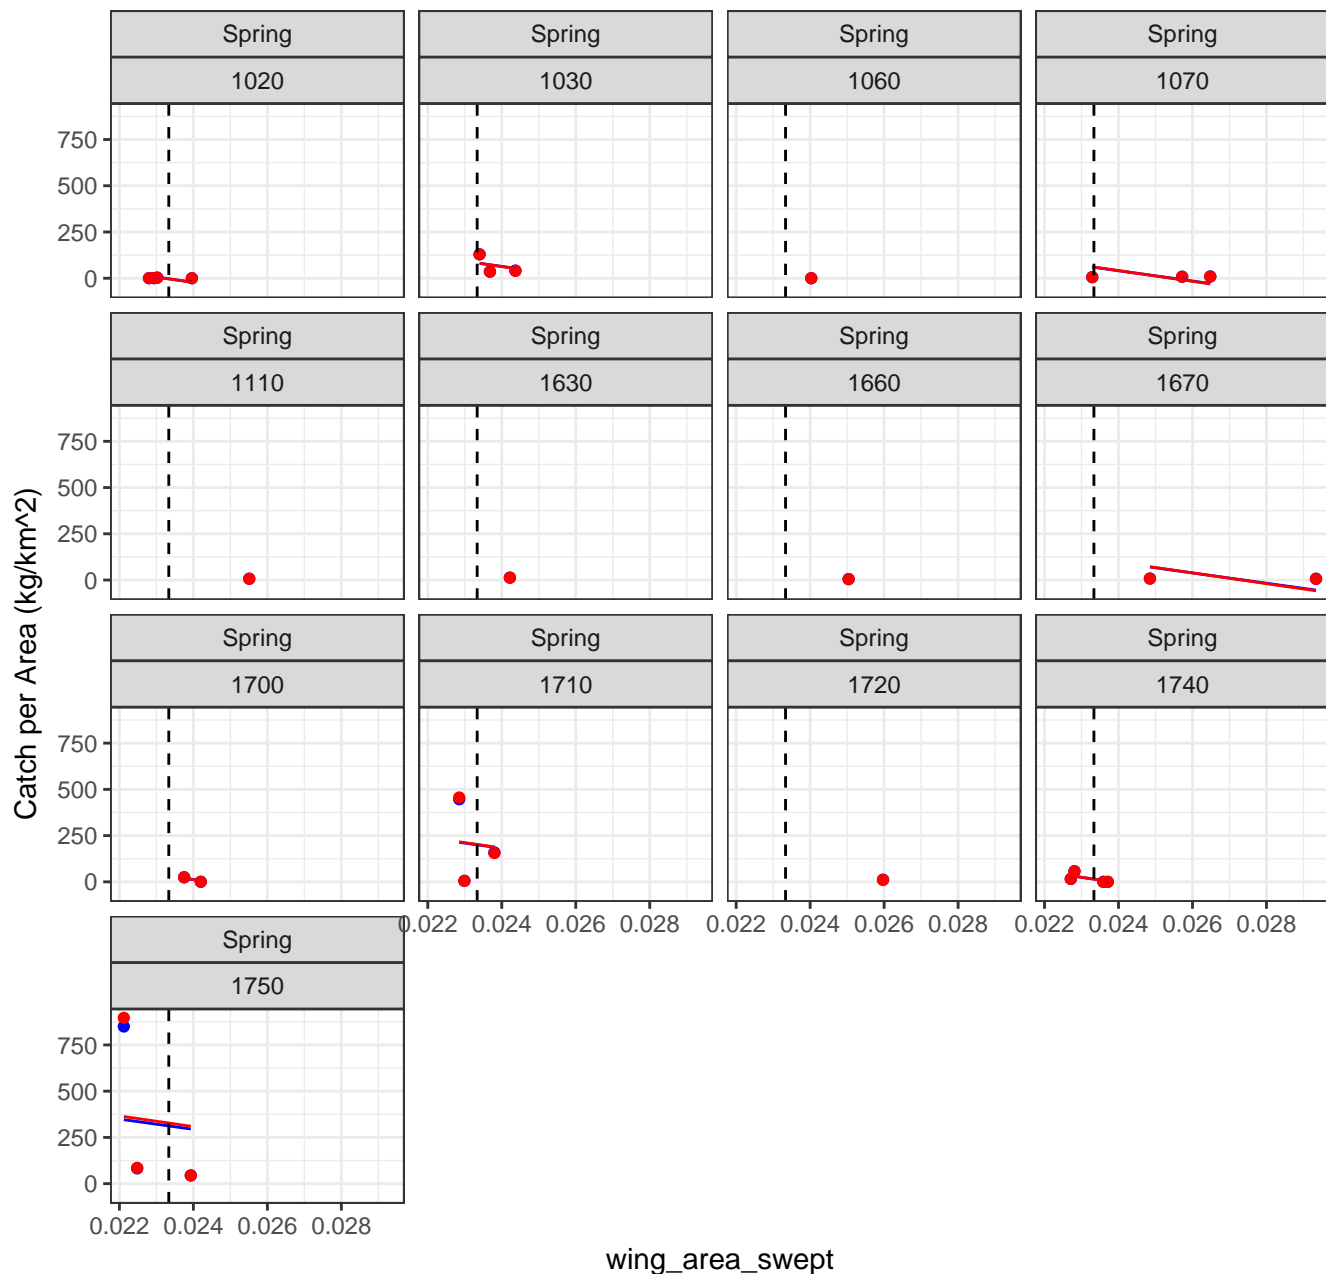 Spring Spring Spring Spring
1020 1030 1060 1070
750
500
250
0
Spring Spring Spring Spring
1110 1630 1660 1670
750
500
250
0
Catch per Area (kg/km^2)
Spring Spring Spring Spring
1700 1710 1720 1740
750
500
250
0
0.022 0.024 0.026 0.028 0.022 0.024 0.026 0.028 0.022 0.024 0.026 0.028
Spring
1750
750
500
250
0
0.022 0.024 0.026 0.028
wing_area_swept